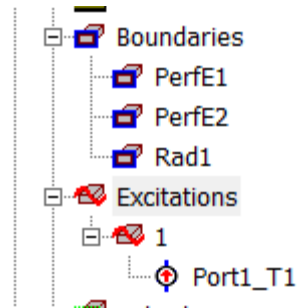 Boundaries
PerfE1
PerfE2
Rad1
Excitations
1
Port1_T1